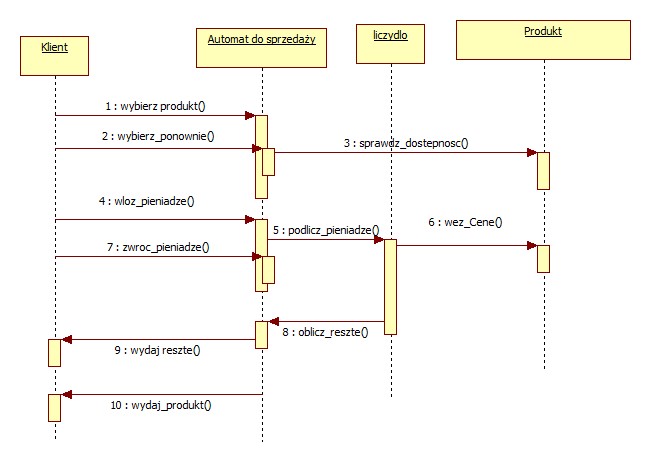 Klient
Automat do sprzedaży
liczydlo
Produkt
1 : wybierz produkt()
2 : wybierz_ponownie()
3 : sprawdz_dostepnosc()
4 : wloz_pieniadze()
5 : podlicz_pieniadze()
6 : wez_Cene()
7 : zwroc_pieniadze()
8 : oblicz_reszte()
9 : wydaj reszte()
10 : wydaj_produkt()